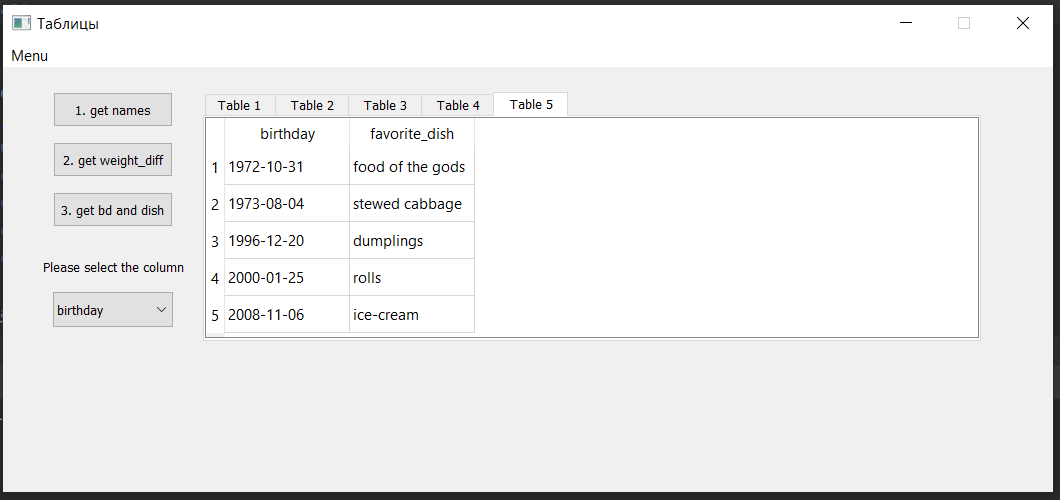 Таблицы
Menu
1. get names
2. get weight_diff
3. get bd and dish
Please select the column
birthday
Table 1 Table 2 Table 3 Table 4 Table 5
birthday favorite_dish
1 1972-10-31 food of the gods
2 1973-08-04 stewed cabbage
3 1996-12-20 dumplings
4 2000-01-25 rolls
5 2008-11-06 ice-cream